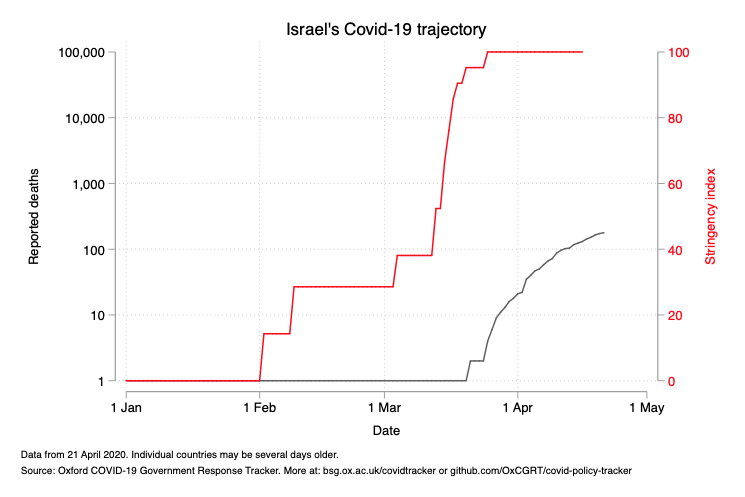 Israel's Covid-19 trajectory
100,000
10,000
1,000
100
10
1
Reported deaths
100
80
60
40
20
0
Stringency index
1 Jan 1 Feb 1 Mar 1 Apr 1 May
Date
Data from 21 April 2020. Individual countries may be several days older.
Source: Oxford COVID-19 Government Response Tracker. More at: bsg.ox.ac.uk/covidtracker or github.com/OxCGRT/covid-policy-tracker